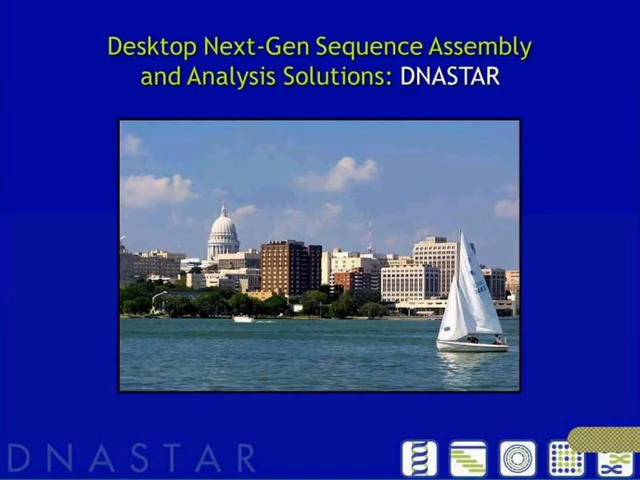 Desktop Next-Gen Sequence Assembly
and Analysis Solutions: DNASTAR
DNASTAR